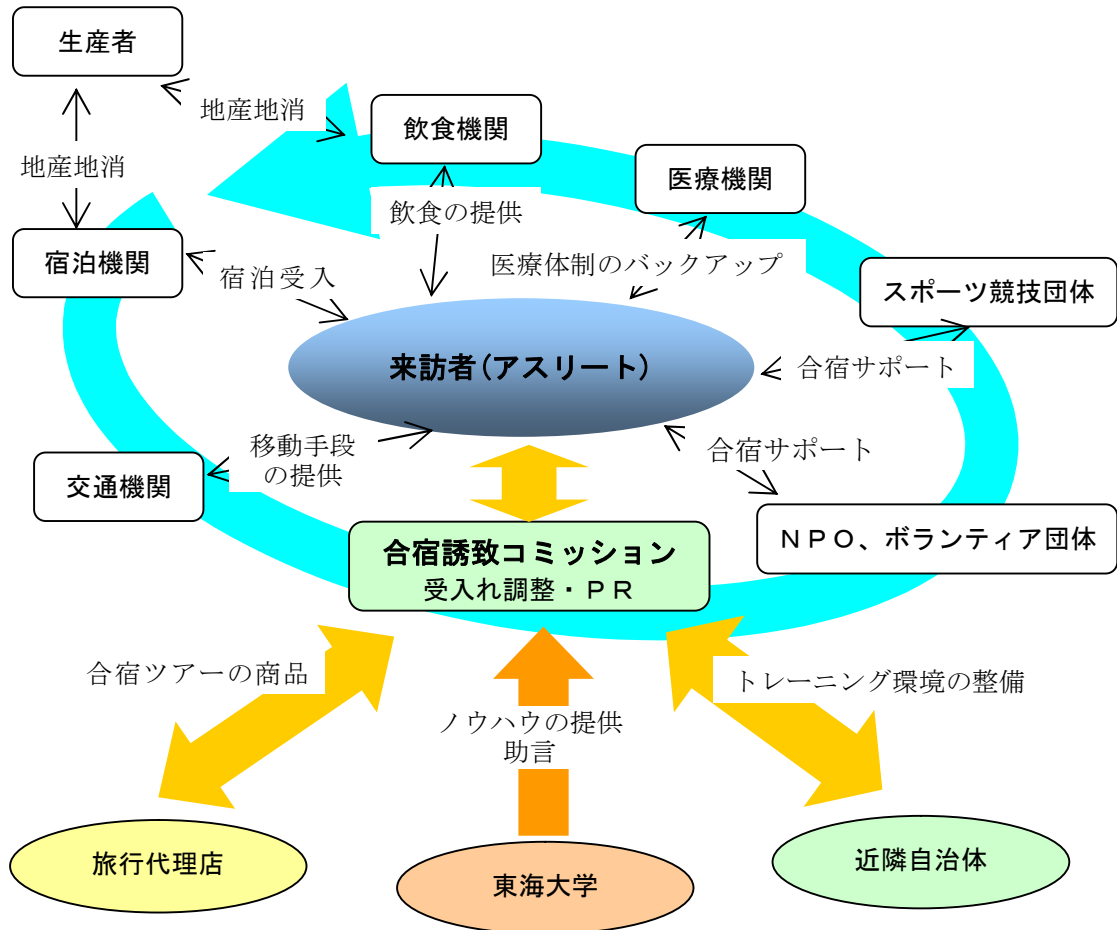 生産者
地産地消
飲食機関
地産地消
医療機関
飲食の提供
宿泊機関
宿泊受入
医療体制のバックアップ
スポーツ競技団体
来訪者(アスリート)
合宿サポート
移動手段
の提供
合宿サポート
交通機関
合宿誘致コミッション
受入れ調整・ＰＲ
ＮＰＯ、ボランティア団体
合宿ツアーの商品
トレーニング環境の整備
ノウハウの提供
助言
旅行代理店
東海大学
近隣自治体